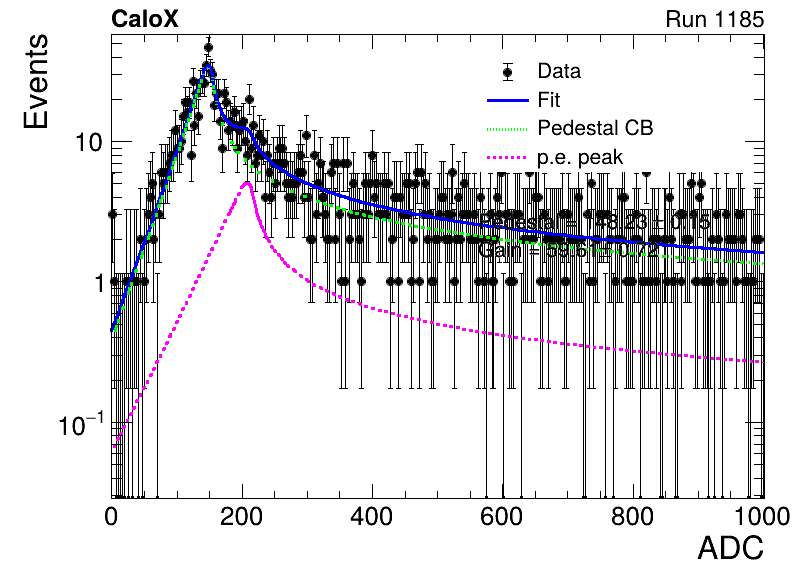 CaloX Run 1185
Events
Data
Fit
Pedestal CB
p.e. peak
10
1
10−1
0 200 400 600 800 1000
ADC